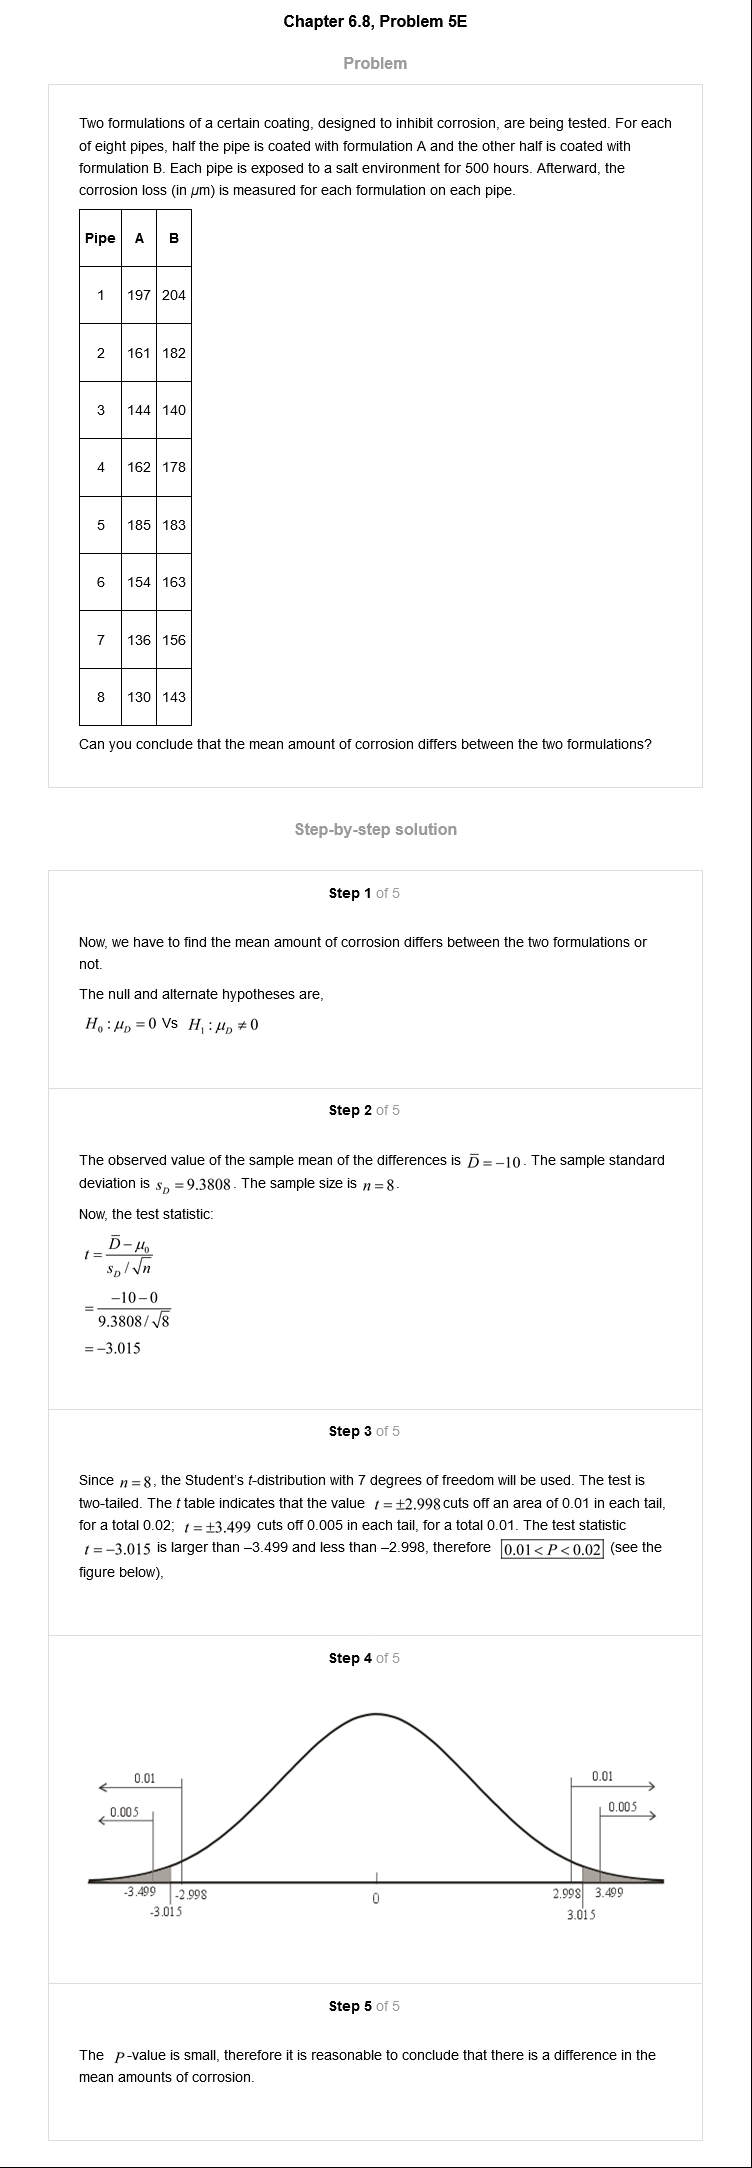 Chapter 6.8, Problem 5E
Problem
Two formulations of a certain coating, designed to inhibit corrosion, are being tested. For each
of eight pipes, half the pipe is coated with formulation A and the other half is coated with
formulation B. Each pipe is exposed to a salt environment for 500 hours. Afterward, the
corrosion loss (in μm) is measured for each formulation on each pipe.
Pipe A B
1 197 204
2 161 182
3 144 140
4 162 178
5 185 183
6 154 163
7 136 156
8 130 143
Can you conclude that the mean amount of corrosion differs between the two formulations?
Step-by-step solution
Step 1 of 5
Now, we have to find the mean amount of corrosion differs between the two formulations or
not.
The null and alternate hypotheses are,
H₀ : μ_D = 0 Vs H₁ : μ_D ≠ 0
Step 2 of 5
The observed value of the sample mean of the differences is D̅ = −10. The sample standard
deviation is s_D = 9.3808. The sample size is n = 8.
Now, the test statistic:
t = (D̅ − μ₀) / (s_D / √n)
= (−10 − 0) / (9.3808 / √8)
= −3.015
Step 3 of 5
Since n = 8, the Student's t-distribution with 7 degrees of freedom will be used. The test is
two-tailed. The t table indicates that the value t = ±2.998 cuts off an area of 0.01 in each tail,
for a total 0.02; t = ±3.499 cuts off 0.005 in each tail, for a total 0.01. The test statistic
t = −3.015 is larger than –3.499 and less than –2.998, therefore 0.01 < P < 0.02 (see the
figure below),
Step 4 of 5
0.01 0.01
0.005 0.005
-3.499 -2.998 0 2.998 3.499
-3.015 3.015
Step 5 of 5
The P-value is small, therefore it is reasonable to conclude that there is a difference in the
mean amounts of corrosion.